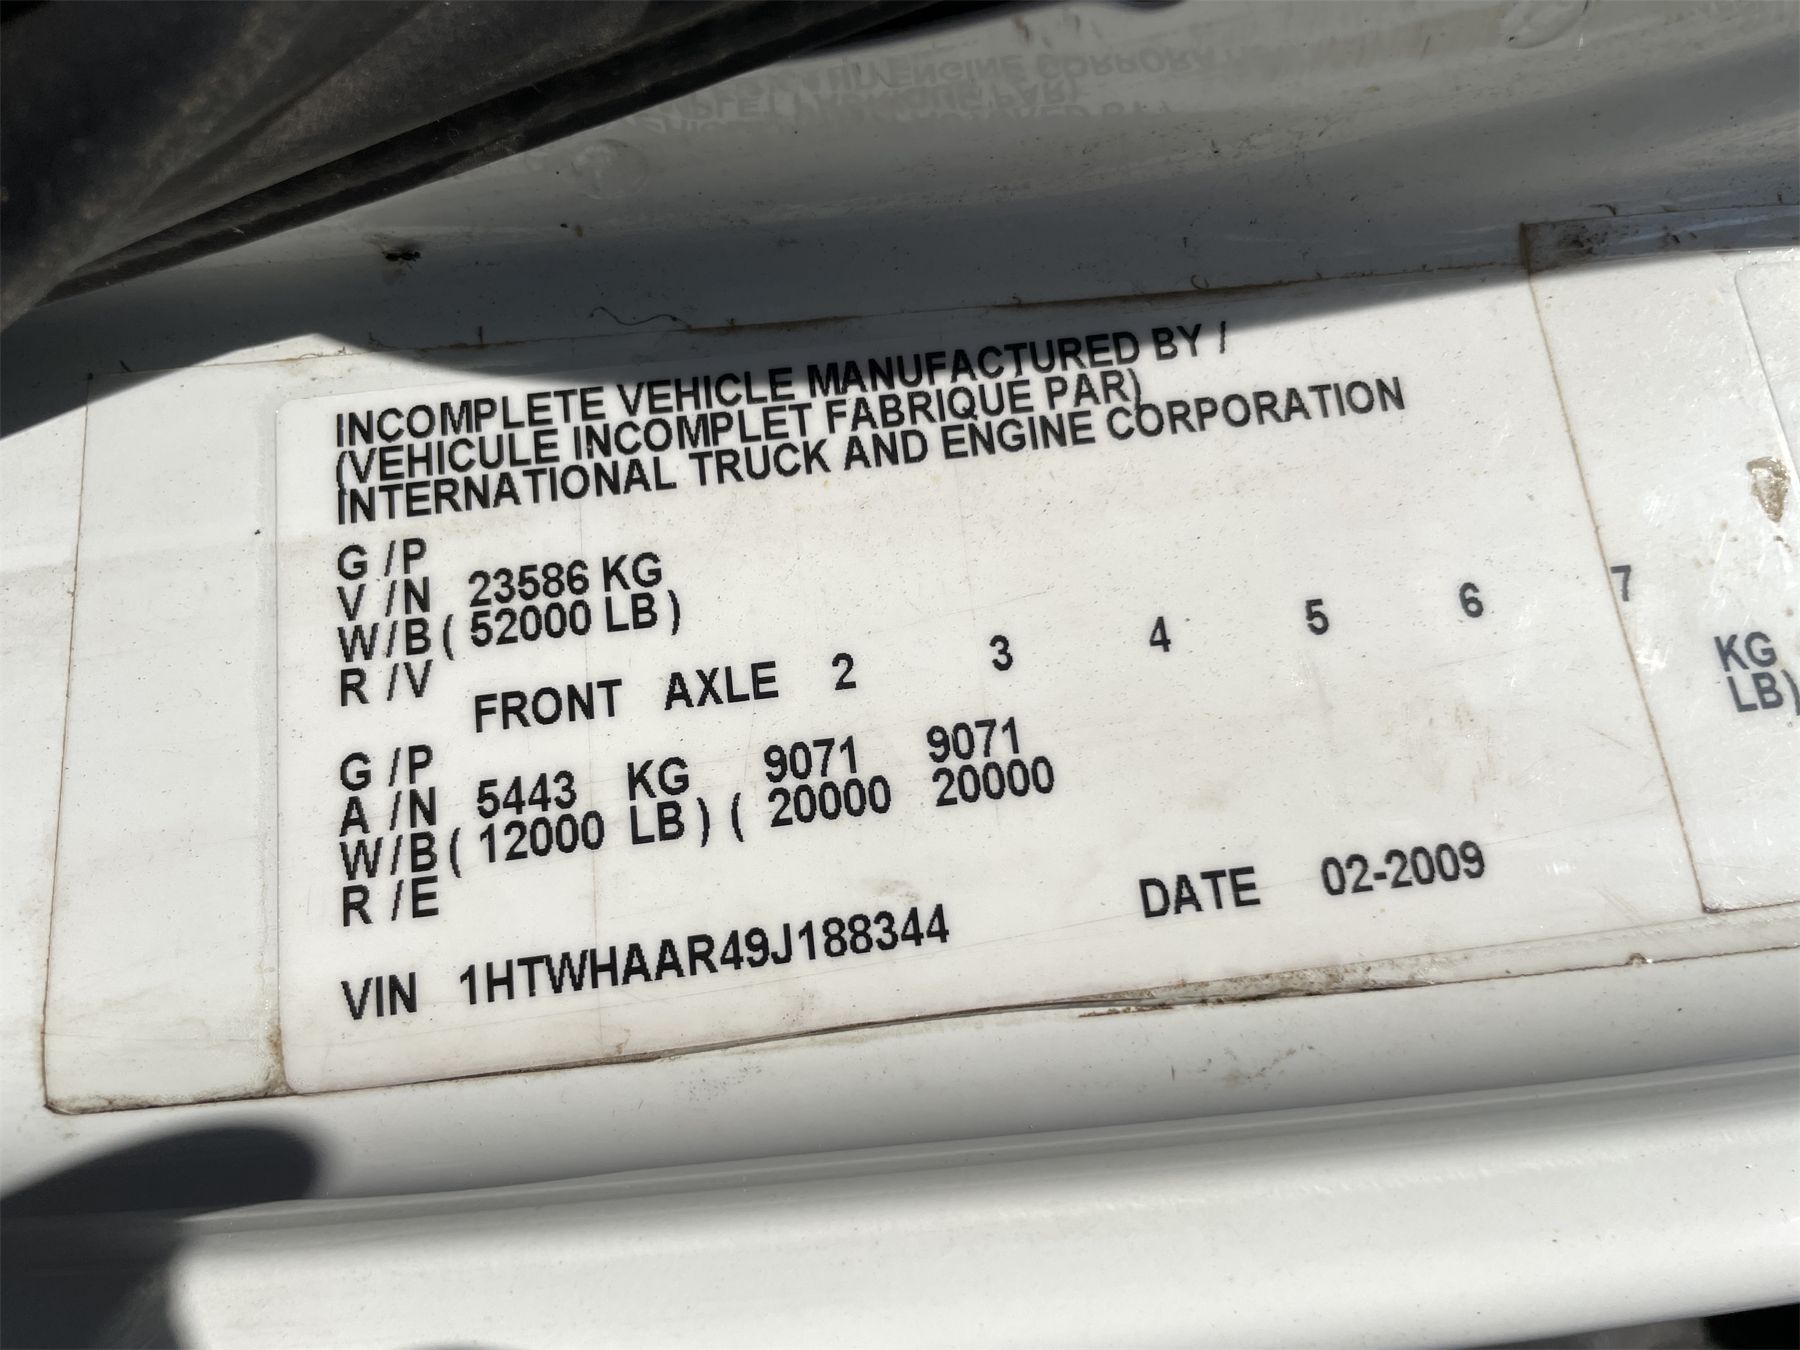 INCOMPLETE VEHICLE MANUFACTURED BY /
(VEHICULE INCOMPLET FABRIQUÉ PAR)
INTERNATIONAL TRUCK AND ENGINE CORPORATION
G /P
V /N 23586 KG
W/B ( 52000 LB )
R /V
FRONT AXLE 2 3 4 5 6 7
G /P
A /N 5443 KG 9071 9071 KG
W/B ( 12000 LB ) ( 20000 20000 LB)
R /E
VIN 1HTWHAAR49J188344 DATE 02-2009